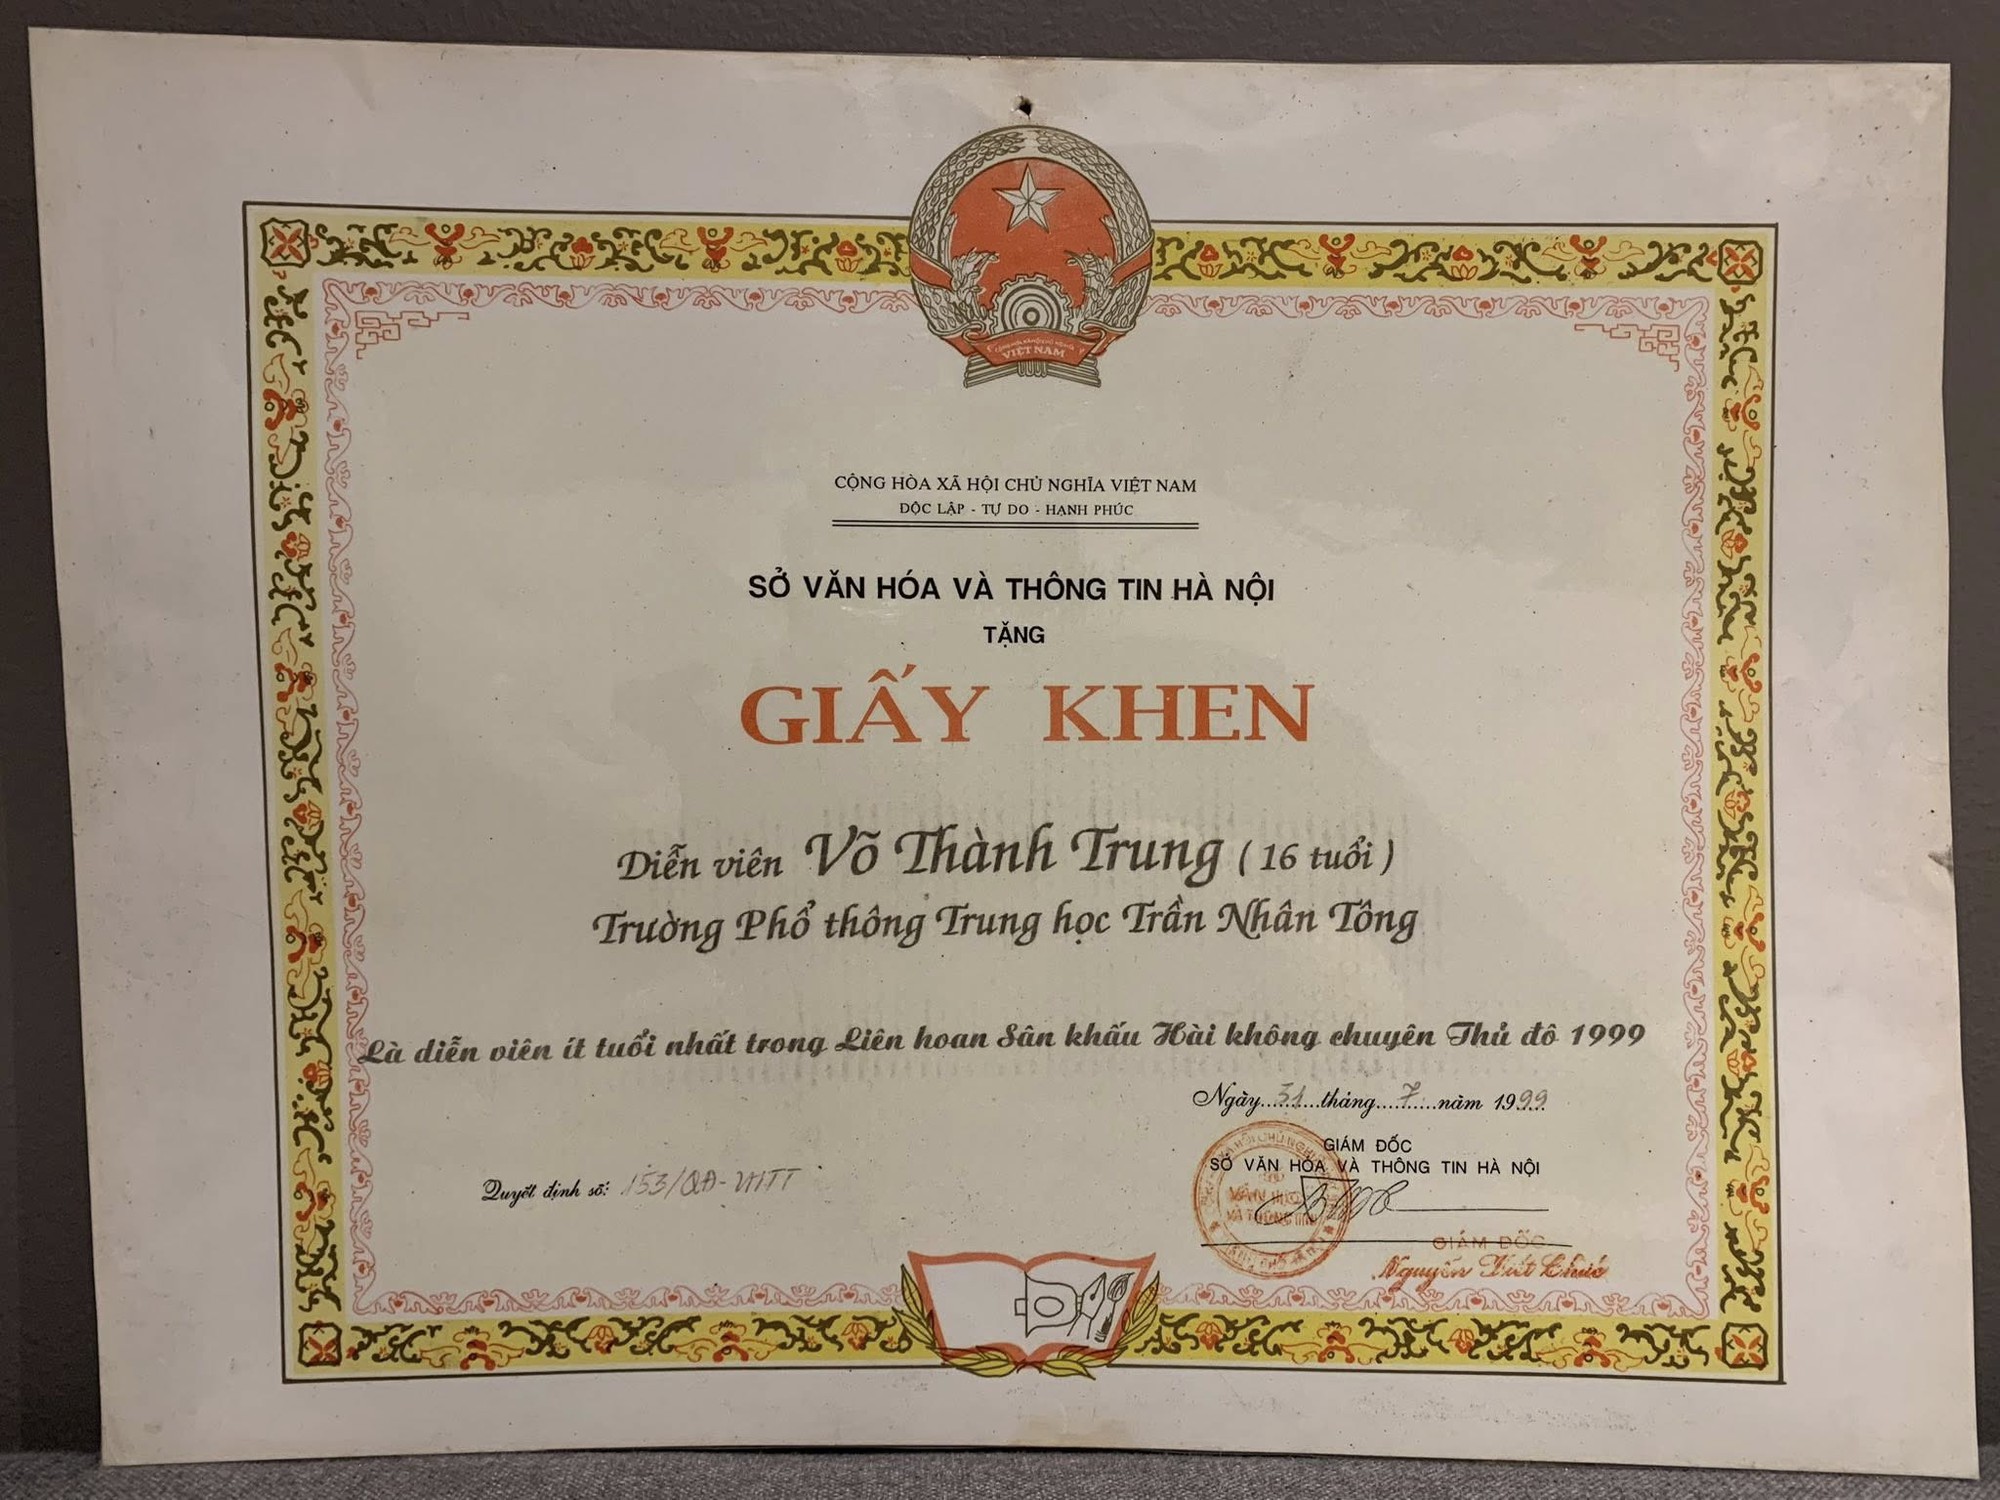 VIỆT NAM
CỘNG HÒA XÃ HỘI CHỦ NGHĨA VIỆT NAM
ĐỘC LẬP - TỰ DO - HẠNH PHÚC
SỞ VĂN HÓA VÀ THÔNG TIN HÀ NỘI
TẶNG
GIẤY KHEN
Diễn viên Võ Thành Trung ( 16 tuổi )
Trường Phổ thông Trung học Trần Nhân Tông
Là diễn viên ít tuổi nhất trong Liên hoan Sân khấu Hài không chuyên Thủ đô 1999
Ngày...31...tháng...7...năm 1999
GIÁM ĐỐC
SỞ VĂN HÓA VÀ THÔNG TIN HÀ NỘI
Quyết định số: 153/QĐ-VHTT
GIÁM ĐỐC
Nguyễn Viết Chức